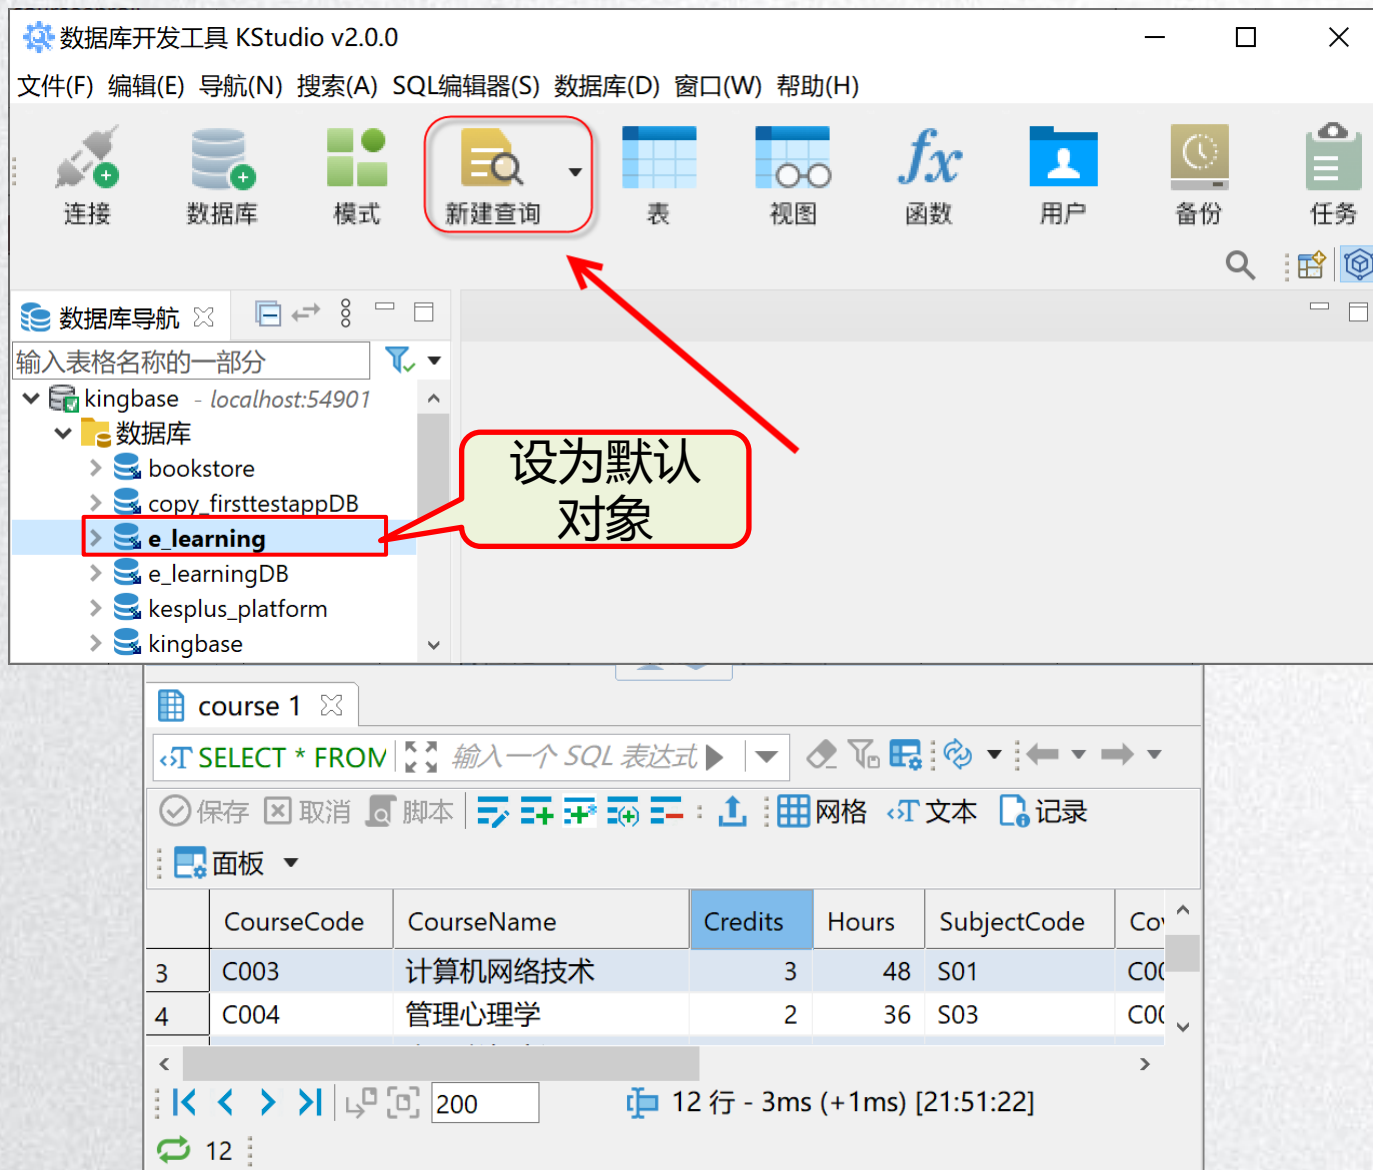 数据库开发工具 KStudio v2.0.0
文件(F) 编辑(E) 导航(N) 搜索(A) SQL编辑器(S) 数据库(D) 窗口(W) 帮助(H)
连接 数据库 模式 新建查询 表 视图 函数 用户 备份 任务
数据库导航
输入表格名称的一部分
kingbase - localhost:54901
数据库
bookstore
copy_firsttestappDB
e_learning
e_learningDB
kesplus_platform
kingbase
设为默认
对象
course 1
SELECT * FROM 输入一个 SQL 表达式
保存 取消 脚本 网格 文本 记录
面板
CourseCode CourseName Credits Hours SubjectCode
3 C003 计算机网络技术 3 48 S01
4 C004 管理心理学 2 36 S03
200 12 行 - 3ms (+1ms) [21:51:22]
12